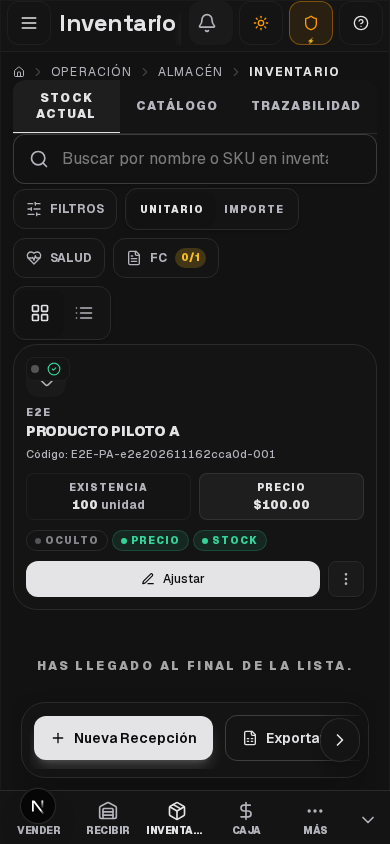 Inventario
OPERACIÓN
ALMACÉN
INVENTARIO
STOCK
ACTUAL
CATÁLOGO
TRAZABILIDAD
Buscar por nombre o SKU en inventa
FILTROS
UNITARIO
IMPORTE
SALUD
FC 0/1
E2E
PRODUCTO PILOTO A
Código: E2E-PA-e2e202611162cca0d-001
EXISTENCIA
100 unidad
PRECIO
$100.00
OCULTO
PRECIO
STOCK
Ajustar
HAS LLEGADO AL FINAL DE LA LISTA.
Nueva Recepción
Exporta
N
VENDER
RECIBIR
INVENTA...
CAJA
MÁS